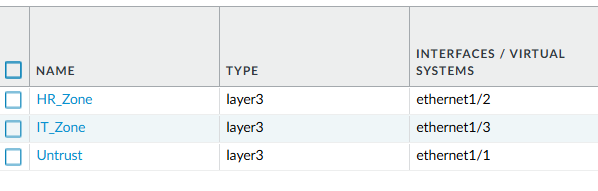 INTERFACES / VIRTUAL
NAME TYPE SYSTEMS
HR_Zone layer3 ethernet1/2
IT_Zone layer3 ethernet1/3
Untrust layer3 ethernet1/1